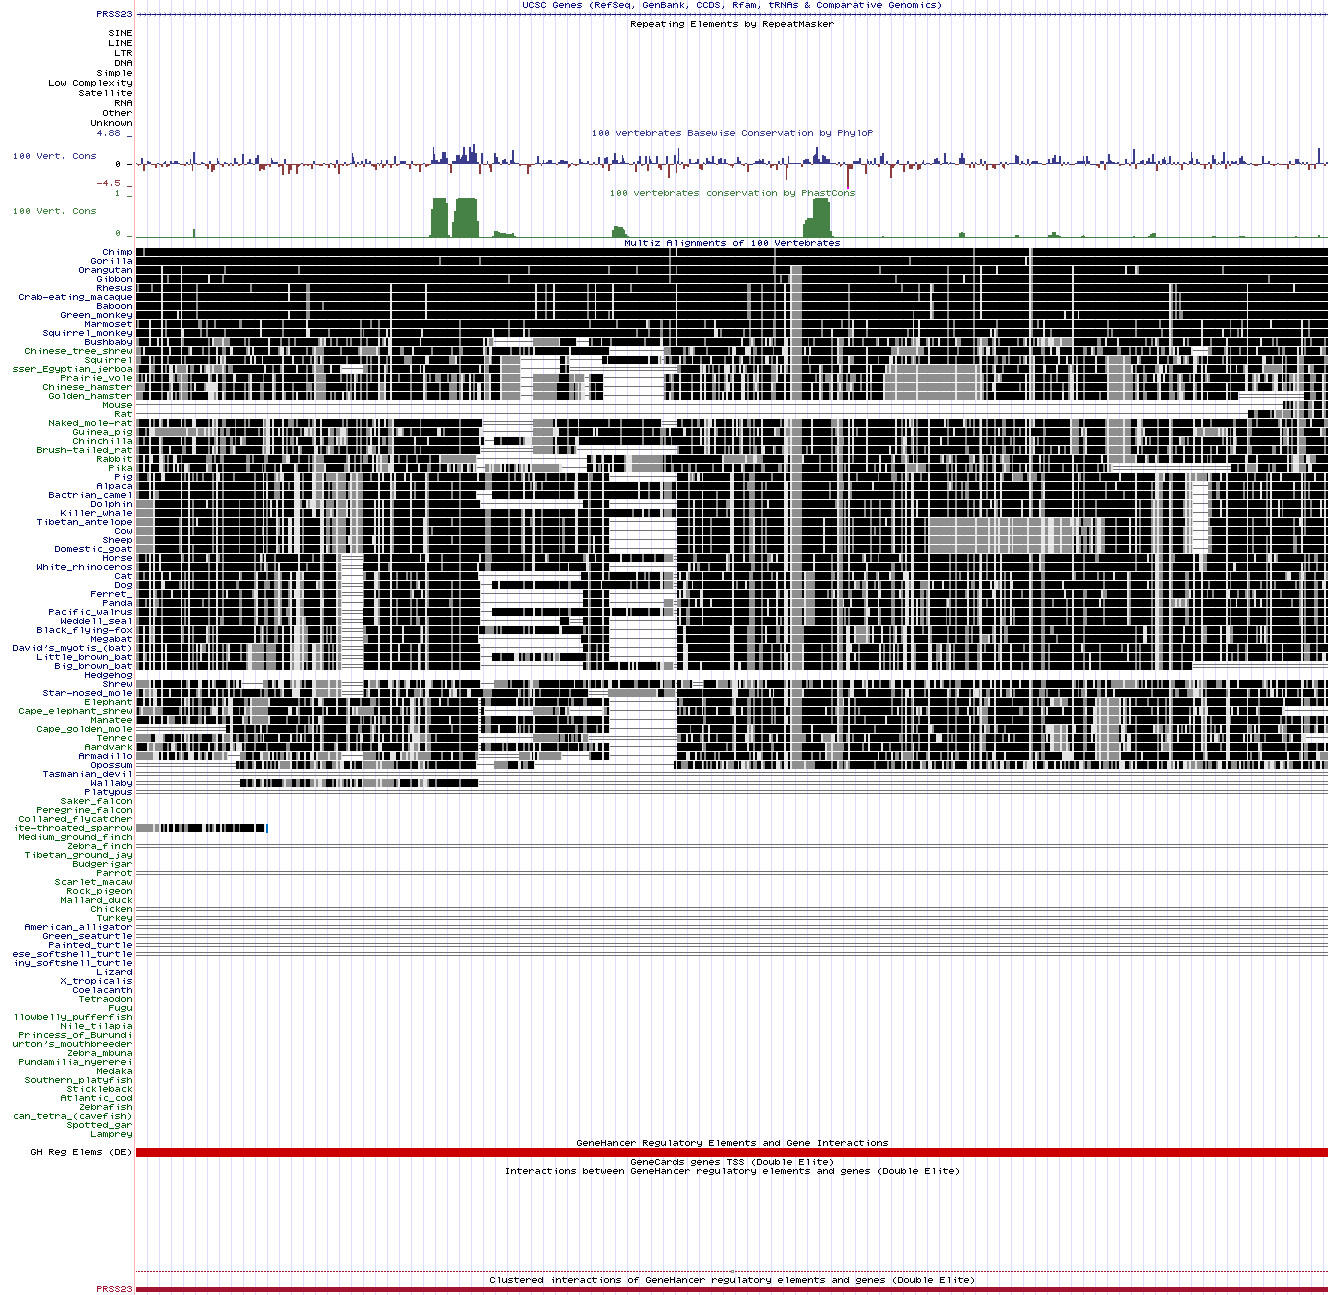 UCSC Genes (RefSeq, GenBank, CCDS, Rfam, tRNAs & Comparative Genomics)
PRSS23
Repeating Elements by RepeatMasker
SINE
LINE
LTR
DNA
Simple
Low Complexity
Satellite
RNA
Other
Unknown
4.88 _
100 vertebrates Basewise Conservation by PhyloP
100 Vert. Cons
0 -
-4.5 _
1 _
100 vertebrates conservation by PhastCons
100 Vert. Cons
0 _
Multiz Alignments of 100 Vertebrates
Chimp
Gorilla
Orangutan
Gibbon
Rhesus
Crab-eating_macaque
Baboon
Green_monkey
Marmoset
Squirrel_monkey
Bushbaby
Chinese_tree_shrew
Squirrel
sser_Egyptian_jerboa
Prairie_vole
Chinese_hamster
Golden_hamster
Mouse
Rat
Naked_mole-rat
Guinea_pig
Chinchilla
Brush-tailed_rat
Rabbit
Pika
Pig
Alpaca
Bactrian_camel
Dolphin
Killer_whale
Tibetan_antelope
Cow
Sheep
Domestic_goat
Horse
White_rhinoceros
Cat
Dog
Ferret_
Panda
Pacific_walrus
Weddell_seal
Black_flying-fox
Megabat
David's_myotis_(bat)
Little_brown_bat
Big_brown_bat
Hedgehog
Shrew
Star-nosed_mole
Elephant
Cape_elephant_shrew
Manatee
Cape_golden_mole
Tenrec
Aardvark
Armadillo
Opossum
Tasmanian_devil
Wallaby
Platypus
Saker_falcon
Peregrine_falcon
Collared_flycatcher
ite-throated_sparrow
Medium_ground_finch
Zebra_finch
Tibetan_ground_jay
Budgerigar
Parrot
Scarlet_macaw
Rock_pigeon
Mallard_duck
Chicken
Turkey
American_alligator
Green_seaturtle
Painted_turtle
ese_softshell_turtle
iny_softshell_turtle
Lizard
X_tropicalis
Coelacanth
Tetraodon
Fugu
llowbelly_pufferfish
Nile_tilapia
Princess_of_Burundi
urton's_mouthbreeder
Zebra_mbuna
Pundamilia_nyererei
Medaka
Southern_platyfish
Stickleback
Atlantic_cod
Zebrafish
can_tetra_(cavefish)
Spotted_gar
Lamprey
GeneHancer Regulatory Elements and Gene Interactions
GH Reg Elems (DE)
GeneCards genes TSS (Double Elite)
Interactions between GeneHancer regulatory elements and genes (Double Elite)
Clustered interactions of GeneHancer regulatory elements and genes (Double Elite)
PRSS23